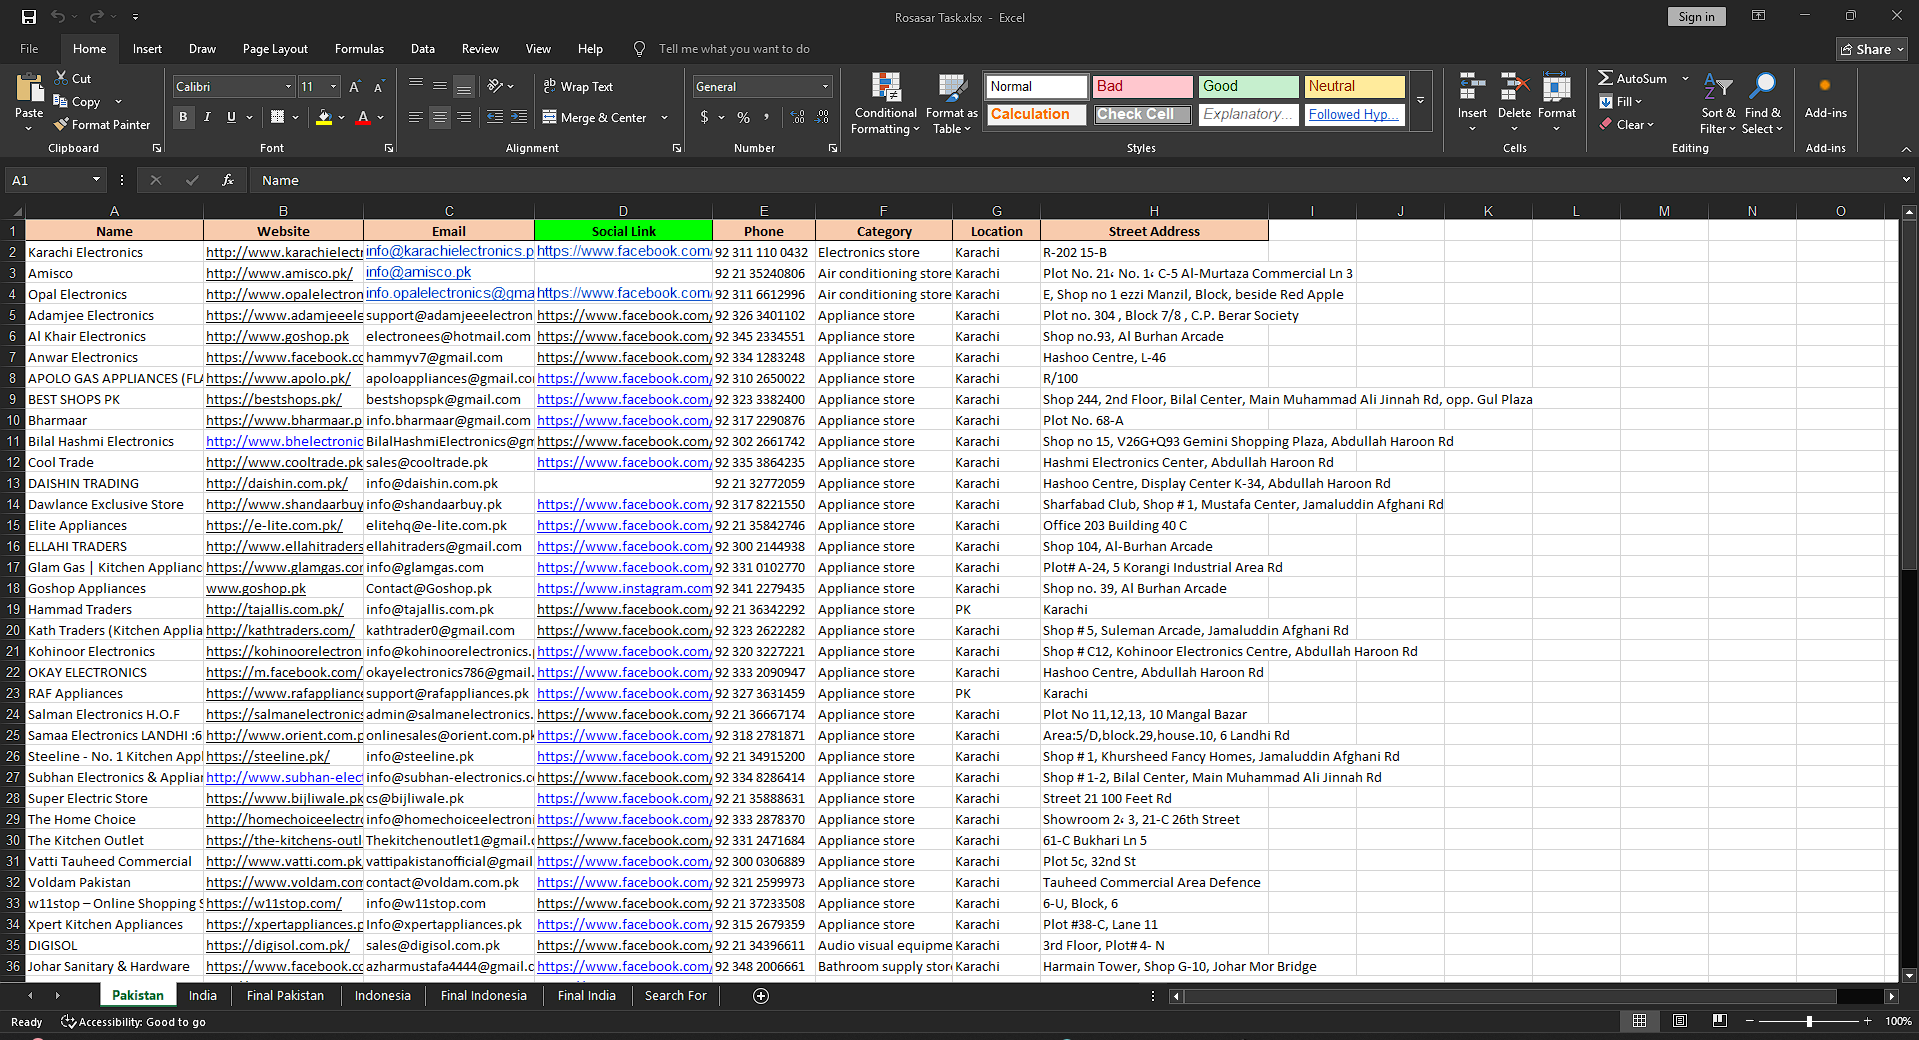 Rosasar Task.xlsx - Excel
Sign in
File Home Insert Draw Page Layout Formulas Data Review View Help Tell me what you want to do Share
Paste
Cut
Copy
Format Painter
Clipboard
Calibri 11
B I U
Font
Wrap Text
Merge & Center
Alignment
General
$ % ,
Number
Conditional Formatting
Format as Table
Normal Bad Good Neutral
Calculation Check Cell Explanatory... Followed Hyp...
Styles
Insert Delete Format
Cells
AutoSum
Fill
Clear
Sort & Filter
Find & Select
Editing
Add-ins
Add-ins
A1 fx Name
A B C D E F G H I J K L M N O
1 Name Website Email Social Link Phone Category Location Street Address
2 Karachi Electronics http://www.karachielectr info@karachielectronics.p https://www.facebook.com/ 92 311 110 0432 Electronics store Karachi R-202 15-B
3 Amisco http://www.amisco.pk/ info@amisco.pk 92 21 35240806 Air conditioning store Karachi Plot No. 21، No. 1، C-5 Al-Murtaza Commercial Ln 3
4 Opal Electronics http://www.opalelectron info.opalelectronics@gma https://www.facebook.com/ 92 311 6612996 Air conditioning store Karachi E, Shop no 1 ezzi Manzil, Block, beside Red Apple
5 Adamjee Electronics https://www.adamjeeele support@adamjeeelectron https://www.facebook.com/ 92 326 3401102 Appliance store Karachi Plot no. 304 , Block 7/8 , C.P. Berar Society
6 Al Khair Electronics http://www.goshop.pk electronees@hotmail.com https://www.facebook.com/ 92 345 2334551 Appliance store Karachi Shop no.93, Al Burhan Arcade
7 Anwar Electronics https://www.facebook.co hammyv7@gmail.com https://www.facebook.com/ 92 334 1283248 Appliance store Karachi Hashoo Centre, L-46
8 APOLO GAS APPLIANCES (FLA https://www.apolo.pk/ apoloappliances@gmail.co https://www.facebook.com/ 92 310 2650022 Appliance store Karachi R/100
9 BEST SHOPS PK https://bestshops.pk/ bestshopspk@gmail.com https://www.facebook.com/ 92 323 3382400 Appliance store Karachi Shop 244, 2nd Floor, Bilal Center, Main Muhammad Ali Jinnah Rd, opp. Gul Plaza
10 Bharmaar https://www.bharmaar.p info.bharmaar@gmail.com https://www.facebook.com/ 92 317 2290876 Appliance store Karachi Plot No. 68-A
11 Bilal Hashmi Electronics http://www.bhelectronic BilalHashmiElectronics@gm https://www.facebook.com/ 92 302 2661742 Appliance store Karachi Shop no 15, V26G+Q93 Gemini Shopping Plaza, Abdullah Haroon Rd
12 Cool Trade http://www.cooltrade.pk sales@cooltrade.pk https://www.facebook.com/ 92 335 3864235 Appliance store Karachi Hashmi Electronics Center, Abdullah Haroon Rd
13 DAISHIN TRADING http://daishin.com.pk/ info@daishin.com.pk 92 21 32772059 Appliance store Karachi Hashoo Centre, Display Center K-34, Abdullah Haroon Rd
14 Dawlance Exclusive Store http://www.shandaarbuy info@shandaarbuy.pk https://www.facebook.com/ 92 317 8221550 Appliance store Karachi Sharfabad Club, Shop # 1, Mustafa Center, Jamaluddin Afghani Rd
15 Elite Appliances https://e-lite.com.pk/ elitehq@e-lite.com.pk https://www.facebook.com/ 92 21 35842746 Appliance store Karachi Office 203 Building 40 C
16 ELLAHI TRADERS http://www.ellahitraders ellahitraders@gmail.com https://www.facebook.com/ 92 300 2144938 Appliance store Karachi Shop 104, Al-Burhan Arcade
17 Glam Gas | Kitchen Applianc https://www.glamgas.cor info@glamgas.com https://www.facebook.com/ 92 331 0102770 Appliance store Karachi Plot# A-24, 5 Korangi Industrial Area Rd
18 Goshop Appliances www.goshop.pk Contact@Goshop.pk https://www.instagram.com 92 341 2279435 Appliance store Karachi Shop no. 39, Al Burhan Arcade
19 Hammad Traders http://tajallis.com.pk/ info@tajallis.com.pk https://www.facebook.com/ 92 21 36342292 Appliance store PK Karachi
20 Kath Traders (Kitchen Applia http://kathtraders.com/ kathtrader0@gmail.com https://www.facebook.com/ 92 323 2622282 Appliance store Karachi Shop # 5, Suleman Arcade, Jamaluddin Afghani Rd
21 Kohinoor Electronics https://kohinoorelectron info@kohinoorelectronics. https://www.facebook.com/ 92 320 3227221 Appliance store Karachi Shop # C12, Kohinoor Electronics Centre, Abdullah Haroon Rd
22 OKAY ELECTRONICS https://m.facebook.com/ okayelectronics786@gmail. https://www.facebook.com/ 92 333 2090947 Appliance store Karachi Hashoo Centre, Abdullah Haroon Rd
23 RAF Appliances https://www.rafappliance support@rafappliances.pk https://www.facebook.com/ 92 327 3631459 Appliance store PK Karachi
24 Salman Electronics H.O.F https://salmanelectronics admin@salmanelectronics. https://www.facebook.com/ 92 21 36667174 Appliance store Karachi Plot No 11,12,13, 10 Mangal Bazar
25 Samaa Electronics LANDHI :6 http://www.orient.com.p onlinesales@orient.com.pk https://www.facebook.com/ 92 318 2781871 Appliance store Karachi Area:5/D,block.29,house.10, 6 Landhi Rd
26 Steeline - No. 1 Kitchen Appl https://steeline.pk/ info@steeline.pk https://www.facebook.com/ 92 21 34915200 Appliance store Karachi Shop # 1, Khursheed Fancy Homes, Jamaluddin Afghani Rd
27 Subhan Electronics & Applian http://www.subhan-elect info@subhan-electronics.co https://www.facebook.com/ 92 334 8286414 Appliance store Karachi Shop # 1-2, Bilal Center, Main Muhammad Ali Jinnah Rd
28 Super Electric Store https://www.bijliwale.pk cs@bijliwale.pk https://www.facebook.com/ 92 21 35888631 Appliance store Karachi Street 21 100 Feet Rd
29 The Home Choice http://homechoiceelectro info@homechoiceelectroni https://www.facebook.com/ 92 333 2878370 Appliance store Karachi Showroom 2، 3, 21-C 26th Street
30 The Kitchen Outlet https://the-kitchens-outl Thekitchenoutlet1@gmail.c https://www.facebook.com/ 92 331 2471684 Appliance store Karachi 61-C Bukhari Ln 5
31 Vatti Tauheed Commercial http://www.vatti.com.pk vattipakistanofficial@gmail https://www.facebook.com/ 92 300 0306889 Appliance store Karachi Plot 5c, 32nd St
32 Voldam Pakistan https://www.voldam.com contact@voldam.com.pk https://www.facebook.com/ 92 321 2599973 Appliance store Karachi Tauheed Commercial Area Defence
33 w11stop – Online Shopping S https://w11stop.com/ info@w11stop.com https://www.facebook.com/ 92 21 37233508 Appliance store Karachi 6-U, Block, 6
34 Xpert Kitchen Appliances https://xpertappliances.p Info@xpertappliances.pk https://www.facebook.com/ 92 315 2679359 Appliance store Karachi Plot #38-C, Lane 11
35 DIGISOL https://digisol.com.pk/ sales@digisol.com.pk https://www.facebook.com/ 92 21 34396611 Audio visual equipme Karachi 3rd Floor, Plot# 4- N
36 Johar Sanitary & Hardware https://www.facebook.co azharmustafa4444@gmail.c https://www.facebook.com/ 92 348 2006661 Bathroom supply stor Karachi Harmain Tower, Shop G-10, Johar Mor Bridge
Pakistan India Final Pakistan Indonesia Final Indonesia Final India Search For
Ready Accessibility: Good to go 100%